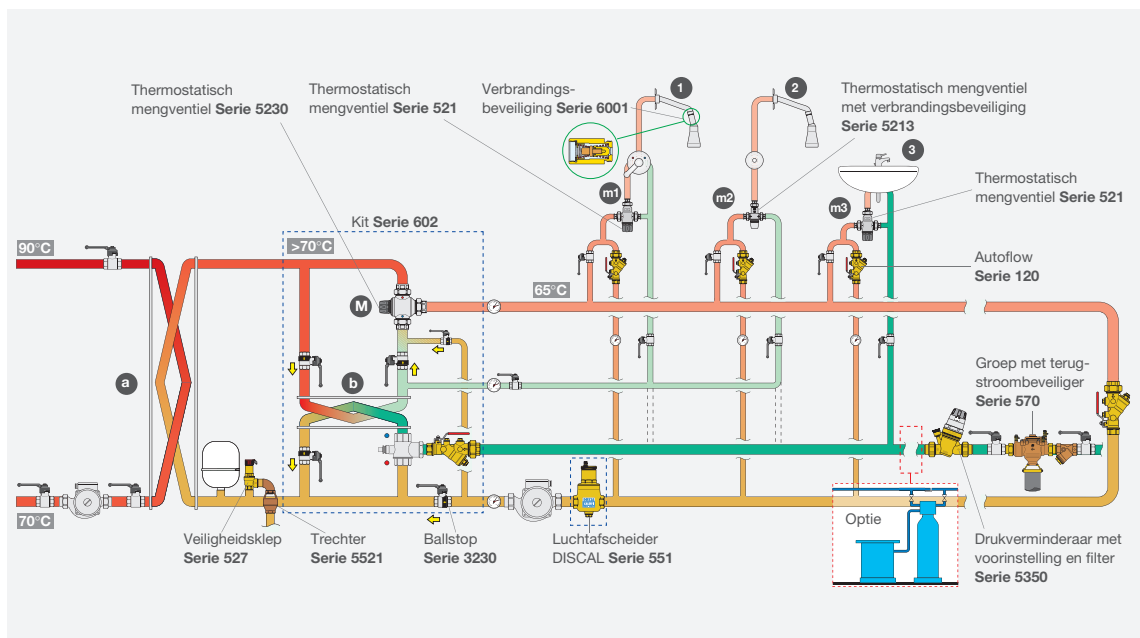 Thermostatisch
mengventiel Serie 5230
Thermostatisch
mengventiel Serie 521
Verbrandings-
beveiliging Serie 6001
1
2
Thermostatisch mengventiel
met verbrandingsbeveiliging
Serie 5213
3
Thermostatisch
mengventiel Serie 521
m1
m2
m3
Kit Serie 602
90°C
>70°C
Autoflow
Serie 120
65°C
M
a
b
Groep met terug-
stroombeveiliger
Serie 570
70°C
Veiligheidsklep
Serie 527
Trechter
Serie 5521
Ballstop
Serie 3230
Luchtafscheider
DISCAL Serie 551
Optie
Drukverminderaar met
voorinstelling en filter
Serie 5350